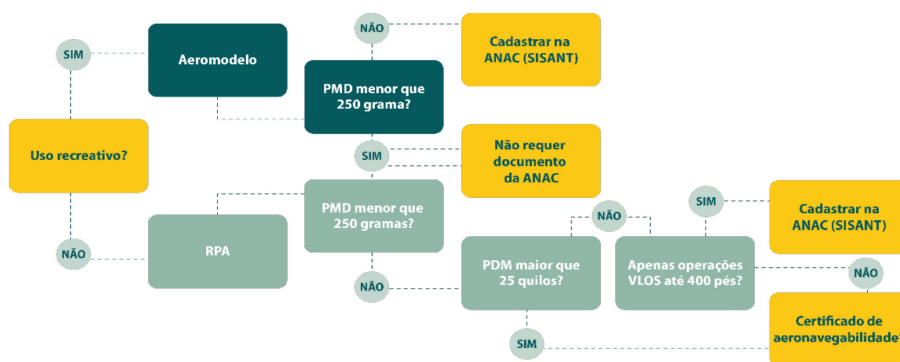 NÃO
SIM
Aeromodelo
Cadastrar na
ANAC (SISANT)
PMD menor que
250 grama?
Uso recreativo?
SIM
Não requer
documento
da ANAC
PMD menor que
250 gramas?
NÃO
RPA
NÃO
SIM
Cadastrar na
ANAC (SISANT)
NÃO
PDM maior que
25 quilos?
Apenas operações
VLOS até 400 pés?
NÃO
NÃO
SIM
Certificado de
aeronavegabilidade*